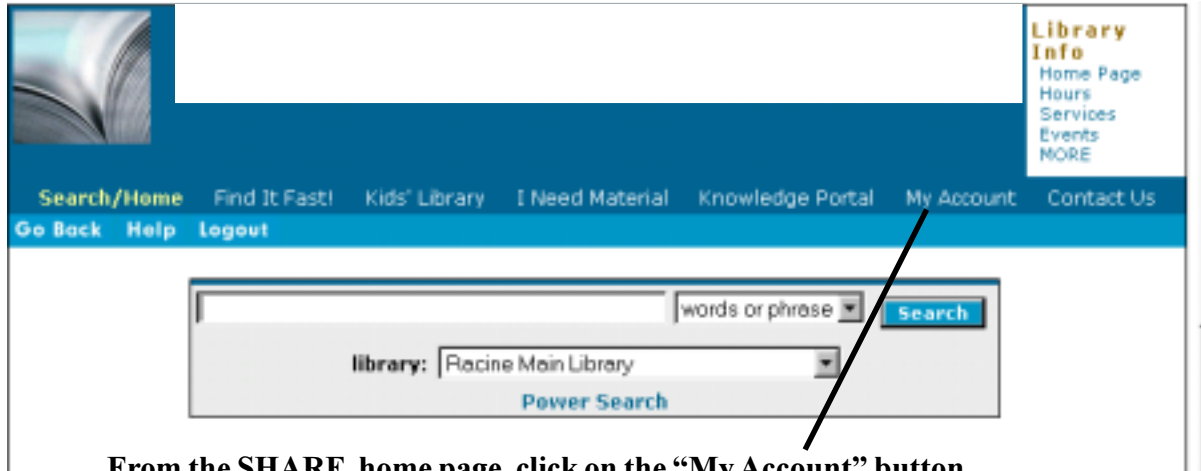 Library
Info
Home Page
Hours
Services
Events
MORE
Search/Home Find It Fast! Kids' Library I Need Material Knowledge Portal My Account Contact Us
Go Back Help Logout
words or phrase Search
library: Racine Main Library
Power Search
From the SHARE home page, click on the “My Account” button